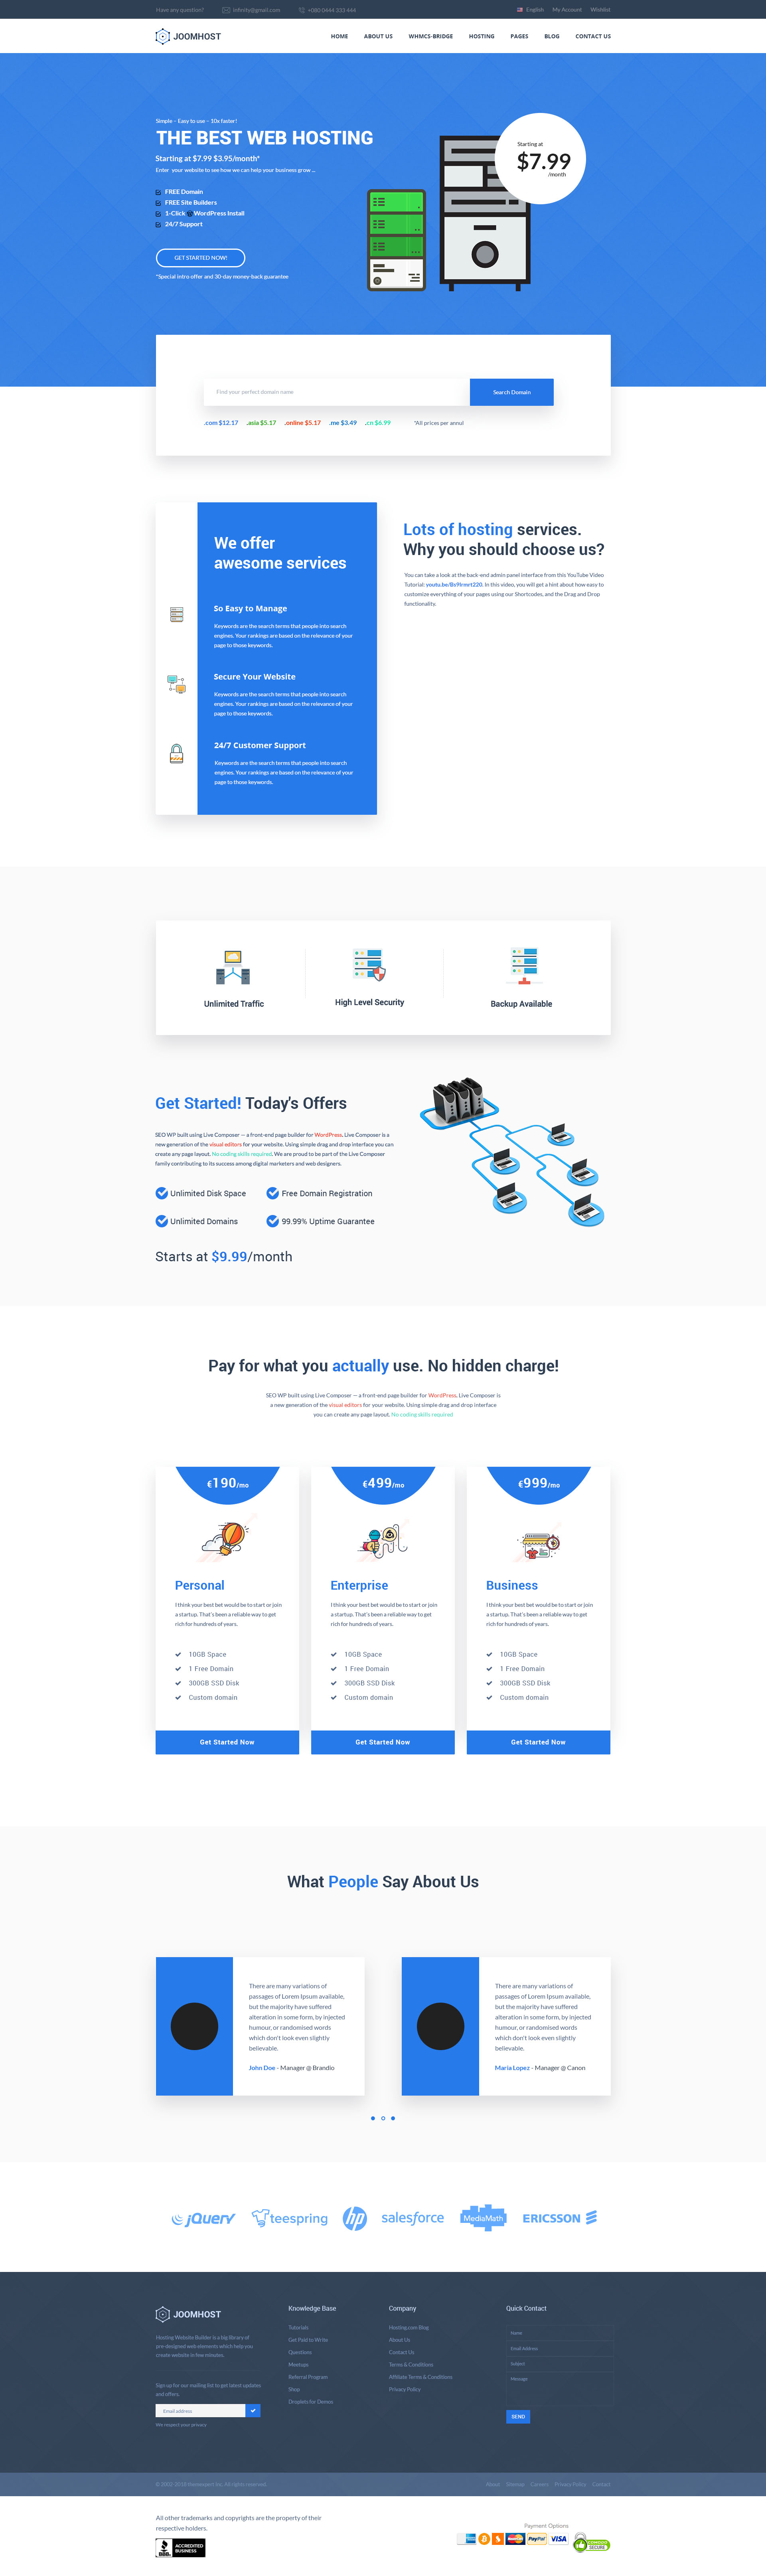 Have any question?
infinity@gmail.com
+080 0444 333 444
English
My Account
Wishlist
JOOMHOST
HOME
ABOUT US
WHMCS-BRIDGE
HOSTING
PAGES
BLOG
CONTACT US
Simple – Easy to use – 10x faster!
THE BEST WEB HOSTING
Starting at $7.99 $3.95/month*
Enter your website to see how we can help your business grow ...
FREE Domain
FREE Site Builders
1-Click WordPress Install
24/7 Support
GET STARTED NOW!
*Special intro offer and 30-day money-back guarantee
Starting at
$7.99
/month
Find your perfect domain name
Search Domain
.com $12.17
.asia $5.17
.online $5.17
.me $3.49
.cn $6.99
*All prices per annul
We offer
awesome services
So Easy to Manage
Keywords are the search terms that people into search
engines. Your rankings are based on the relevance of your
page to those keywords.
Secure Your Website
Keywords are the search terms that people into search
engines. Your rankings are based on the relevance of your
page to those keywords.
24/7 Customer Support
Keywords are the search terms that people into search
engines. Your rankings are based on the relevance of your
page to those keywords.
Lots of hosting services.
Why you should choose us?
You can take a look at the back-end admin panel interface from this YouTube Video
Tutorial: In this video, you will get a hint about how easy to
customize everything of your pages using our Shortcodes, and the Drag and Drop
functionality.
Unlimited Traffic
High Level Security
Backup Available
Get Started! Today's Offers
SEO WP built using Live Composer — a front-end page builder for WordPress. Live Composer is a
new generation of the visual editors for your website. Using simple drag and drop interface you can
create any page layout. No coding skills required. We are proud to be part of the Live Composer
family contributing to its success among digital marketers and web designers.
Unlimited Disk Space
Free Domain Registration
Unlimited Domains
99.99% Uptime Guarantee
Starts at $9.99/month
Pay for what you actually use. No hidden charge!
SEO WP built using Live Composer — a front-end page builder for WordPress. Live Composer is
a new generation of the visual editors for your website. Using simple drag and drop interface
you can create any page layout. No coding skills required
€190/mo
Personal
I think your best bet would be to start or join
a startup. That's been a reliable way to get
rich for hundreds of years.
10GB Space
1 Free Domain
300GB SSD Disk
Custom domain
Get Started Now
€499/mo
Enterprise
I think your best bet would be to start or join
a startup. That's been a reliable way to get
rich for hundreds of years.
10GB Space
1 Free Domain
300GB SSD Disk
Custom domain
Get Started Now
€999/mo
Business
I think your best bet would be to start or join
a startup. That's been a reliable way to get
rich for hundreds of years.
10GB Space
1 Free Domain
300GB SSD Disk
Custom domain
Get Started Now
What People Say About Us
There are many variations of
passages of Lorem Ipsum available,
but the majority have suffered
alteration in some form, by injected
humour, or randomised words
which don't look even slightly
believable.
John Doe - Manager @ Brandio
There are many variations of
passages of Lorem Ipsum available,
but the majority have suffered
alteration in some form, by injected
humour, or randomised words
which don't look even slightly
believable.
Maria Lopez - Manager @ Canon
jQuery
teespring
hp
salesforce
MediaMath
ERICSSON
JOOMHOST
Hosting Website Builder is a big library of
pre-designed web elements which help you
create website in few minutes.
Sign up for our mailing list to get latest updates
and offers.
Email address
We respect your privacy
Knowledge Base
Tutorials
Get Paid to Write
Questions
Meetups
Referral Program
Shop
Droplets for Demos
Company
Hosting.com Blog
About Us
Contact Us
Terms & Conditions
Affiliate Terms & Conditions
Privacy Policy
Quick Contact
Name
Email Address
Subject
Message
SEND
All rights reserved
About
Sitemap
Careers
Privacy Policy
Contact
All other trademarks and copyrights are the property of their
respective holders.
BBB
ACCREDITED
BUSINESS
Payment Options
MasterCard
PayPal
VISA
SECURE